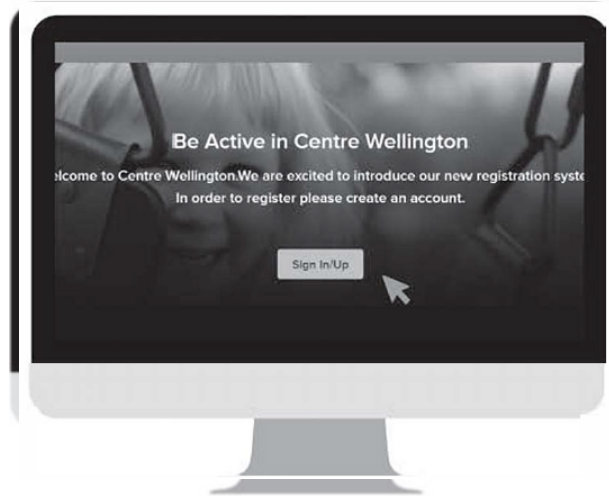 Be Active in Centre Wellington
elcome to Centre Wellington.We are excited to introduce our new registration syste
In order to register please create an account.
Sign In/Up